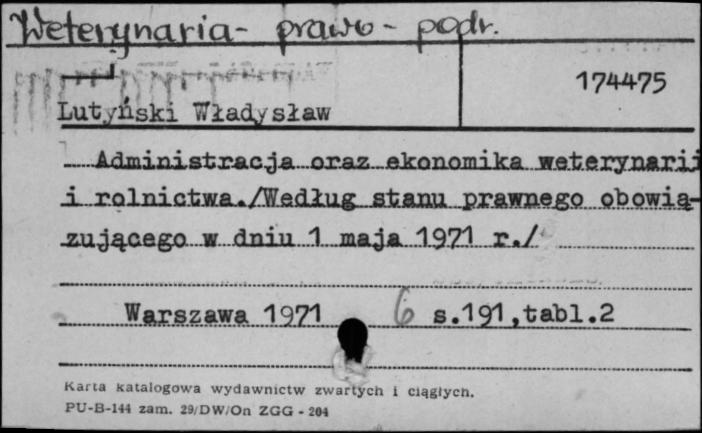 Weterynaria - prawo - podr.
174475
Lutyński Władysław
Administracja oraz ekonomika weterynarii
i rolnictwa./Według stanu prawnego obowią-
zującego w dniu 1 maja 1971 r./
Warszawa 1971 6 s.191,tabl.2
Karta katalogowa wydawnictw zwartych i ciągłych.
PU-B-144 zam. 29/DW/On ZGG - 204